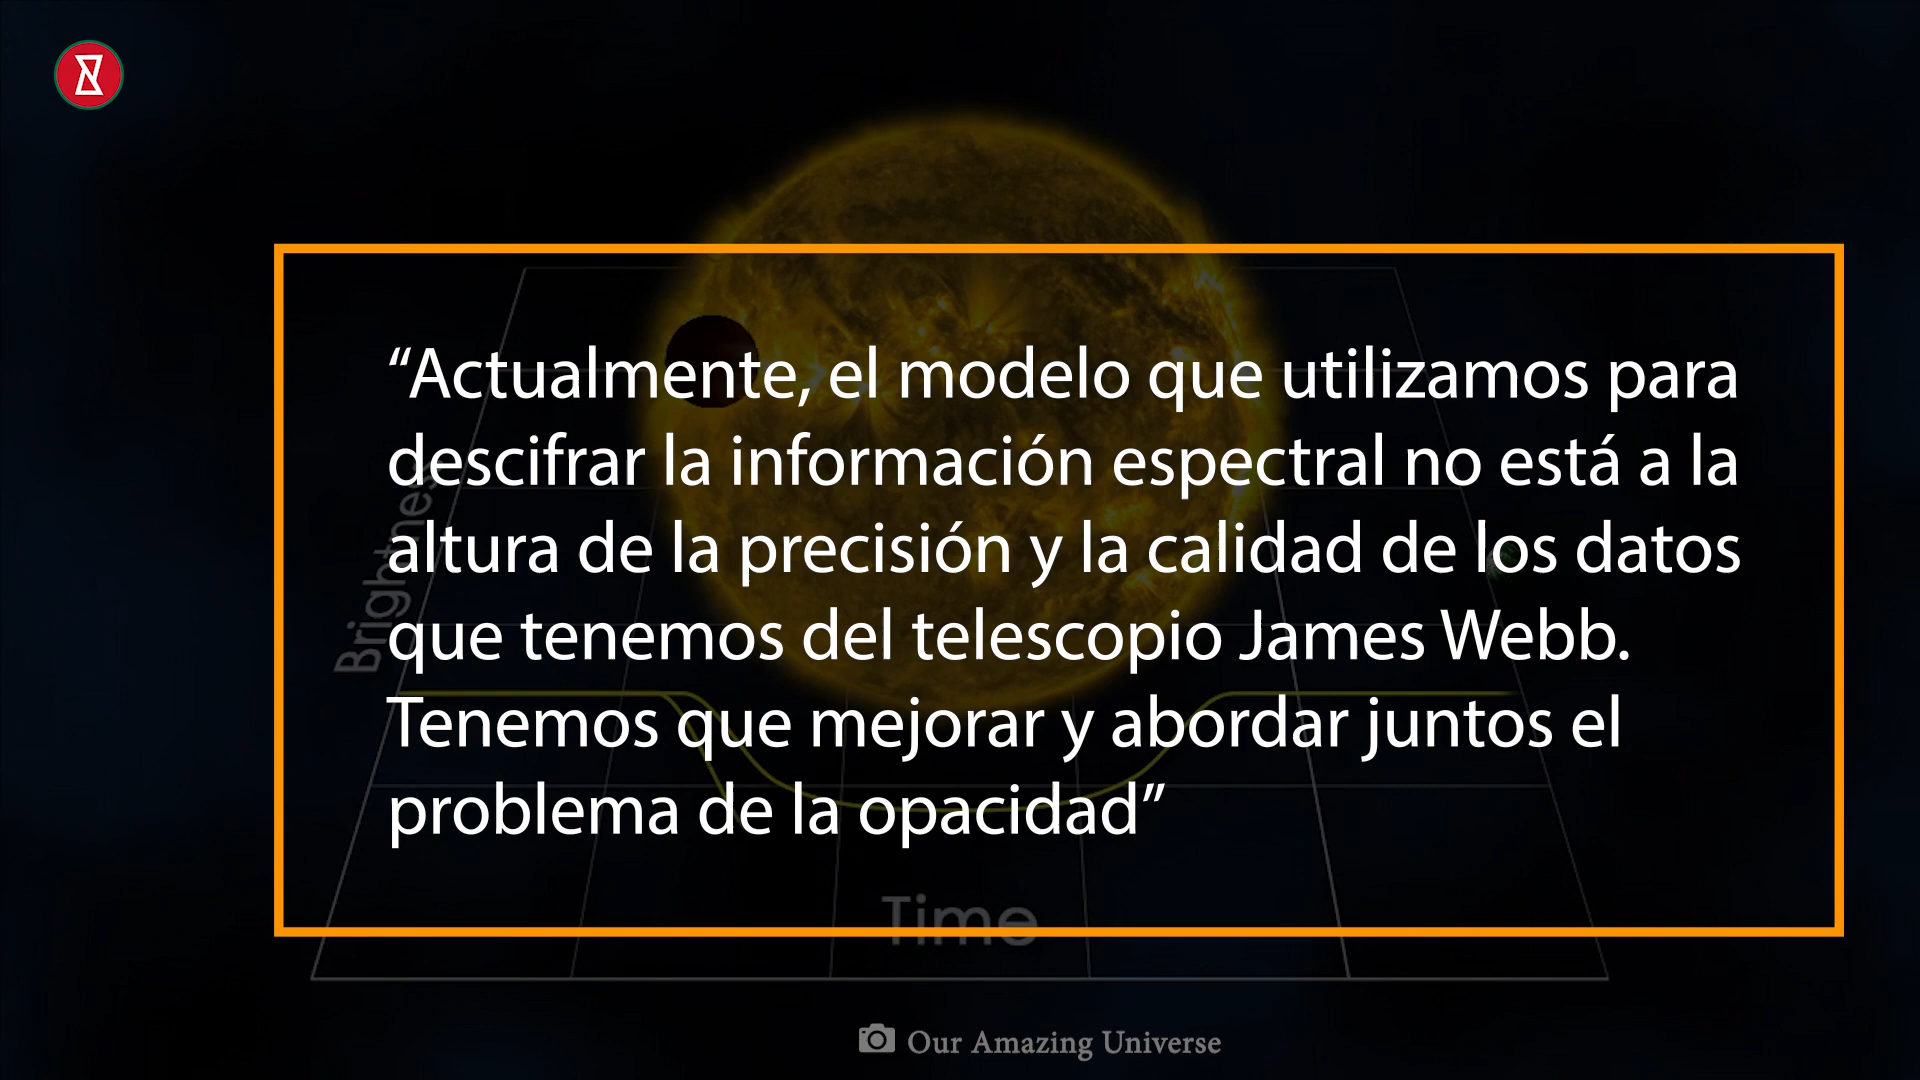 “Actualmente, el modelo que utilizamos para
descifrar la información espectral no está a la
altura de la precisión y la calidad de los datos
que tenemos del telescopio James Webb.
Tenemos que mejorar y abordar juntos el
problema de la opacidad”
Brightness
Time
Our Amazing Universe